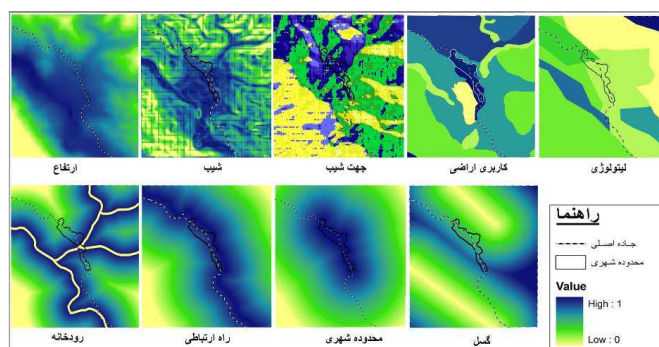 ارتفاع
شیب
جهت شیب
کاربری اراضی
لیتولوژی
رودخانه
راه ارتباطی
محدوده شهری
گسل
راهنما
جاده اصلی
محدوده شهری
Value
High : 1
Low : 0